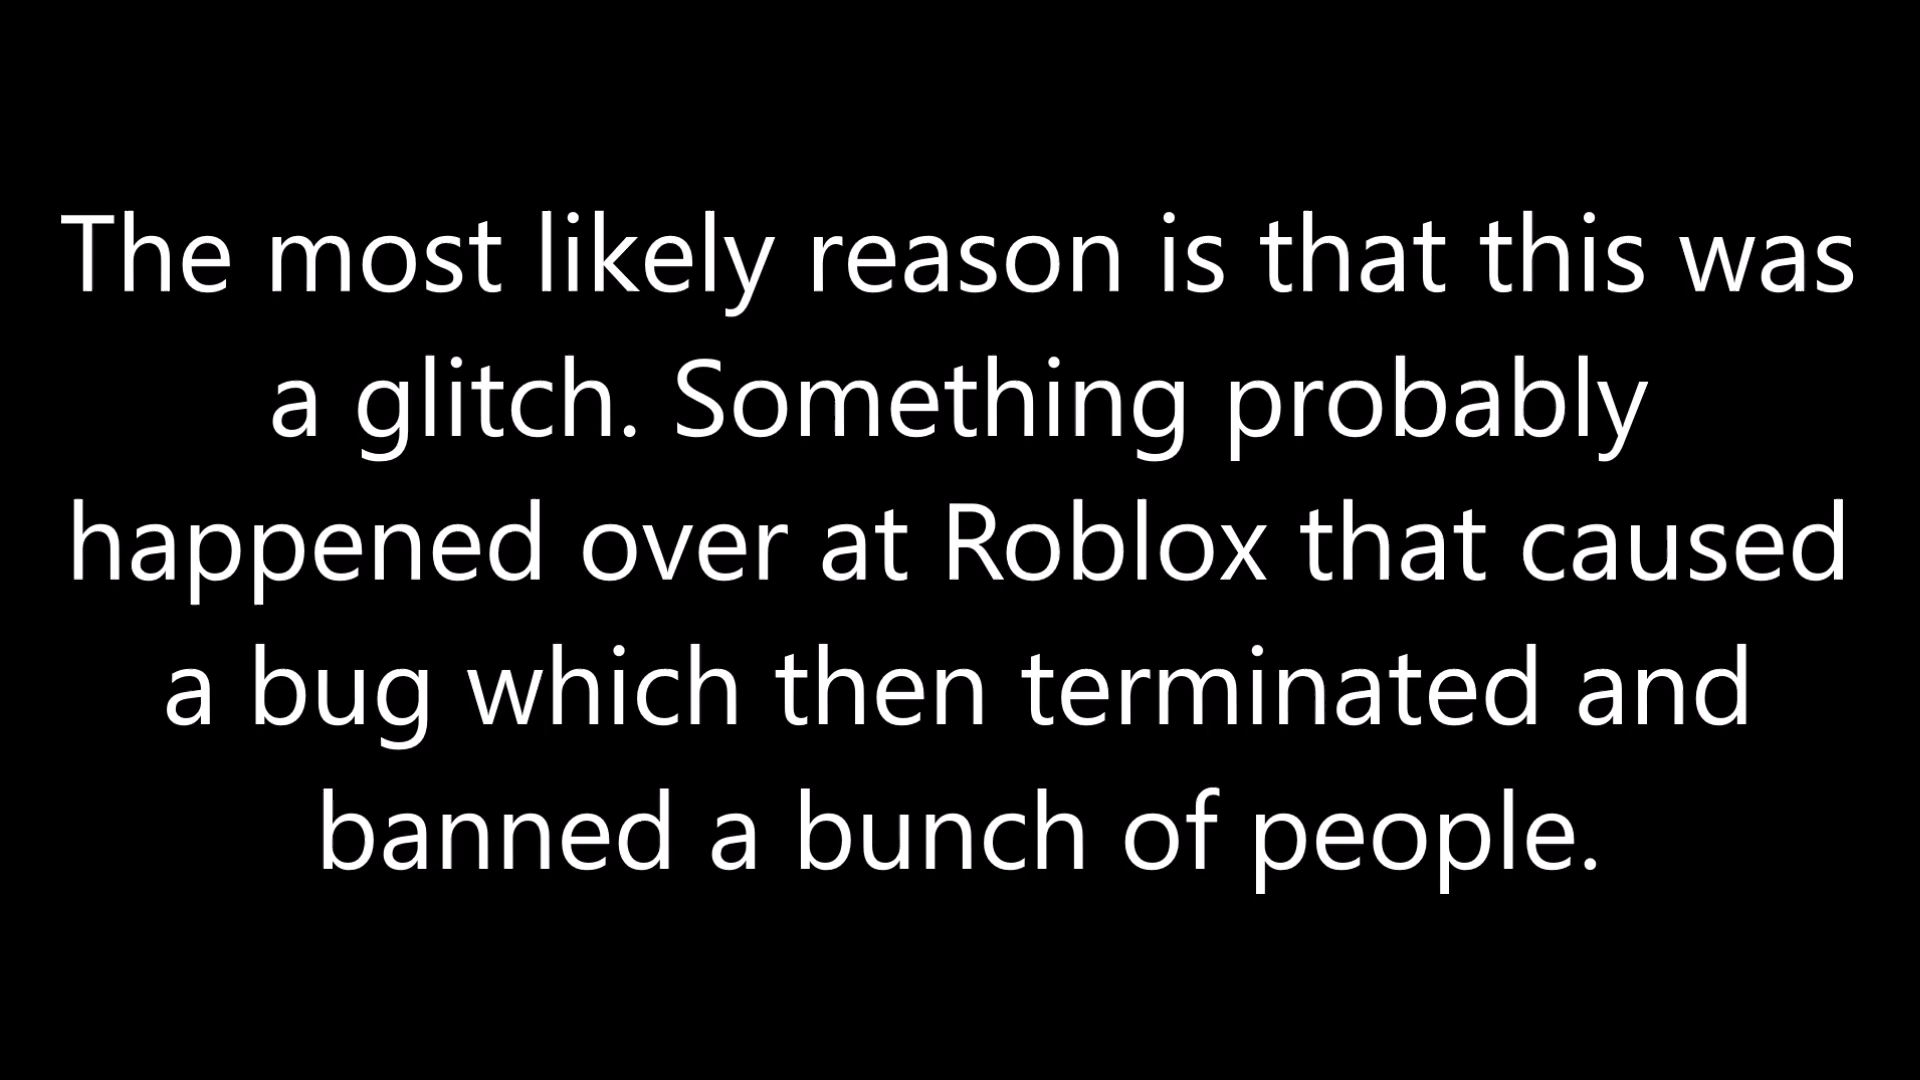 The most likely reason is that this was
a glitch. Something probably
happened over at Roblox that caused
a bug which then terminated and
banned a bunch of people.